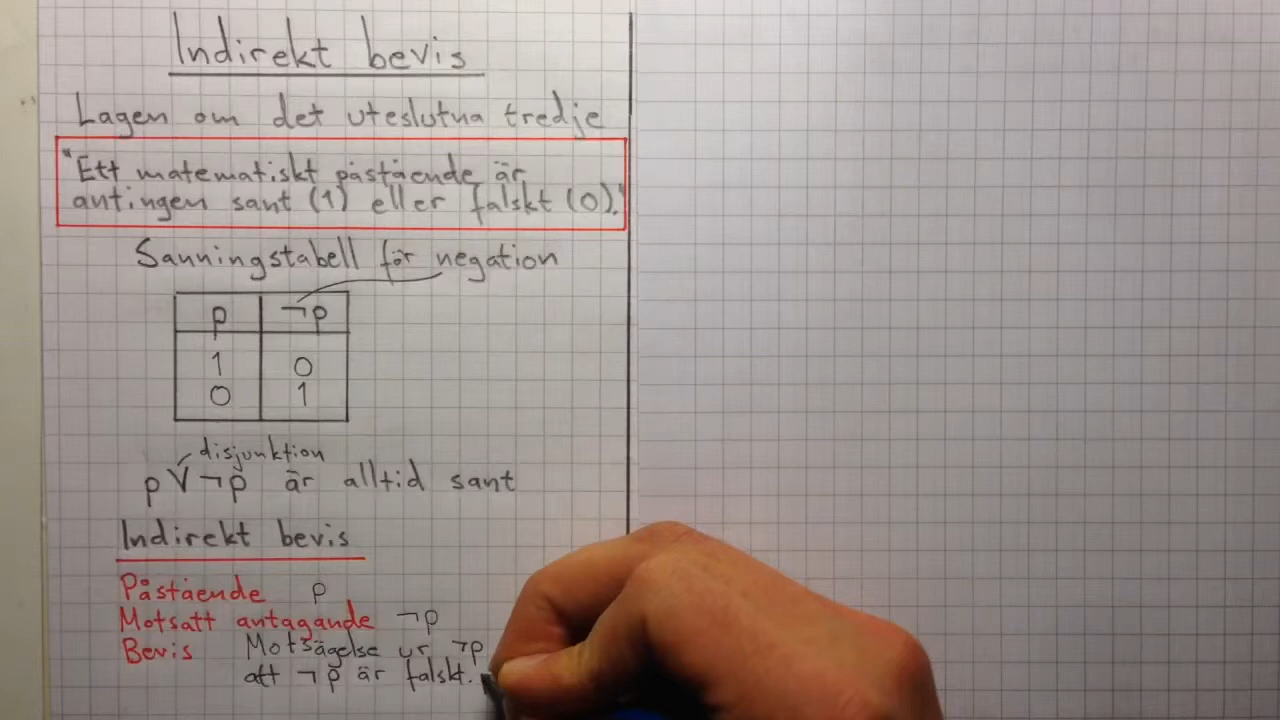 Indirekt bevis
Lagen om det uteslutna tredje
"Ett matematiskt påstående är
antingen sant (1) eller falskt (0)."
Sanningstabell för negation
p ¬p
1 0
0 1
disjunktion
p V ¬p är alltid sant
Indirekt bevis
Påstående p
Motsatt antagande ¬p
Bevis Motsägelse ur ¬p
att ¬p är falskt.